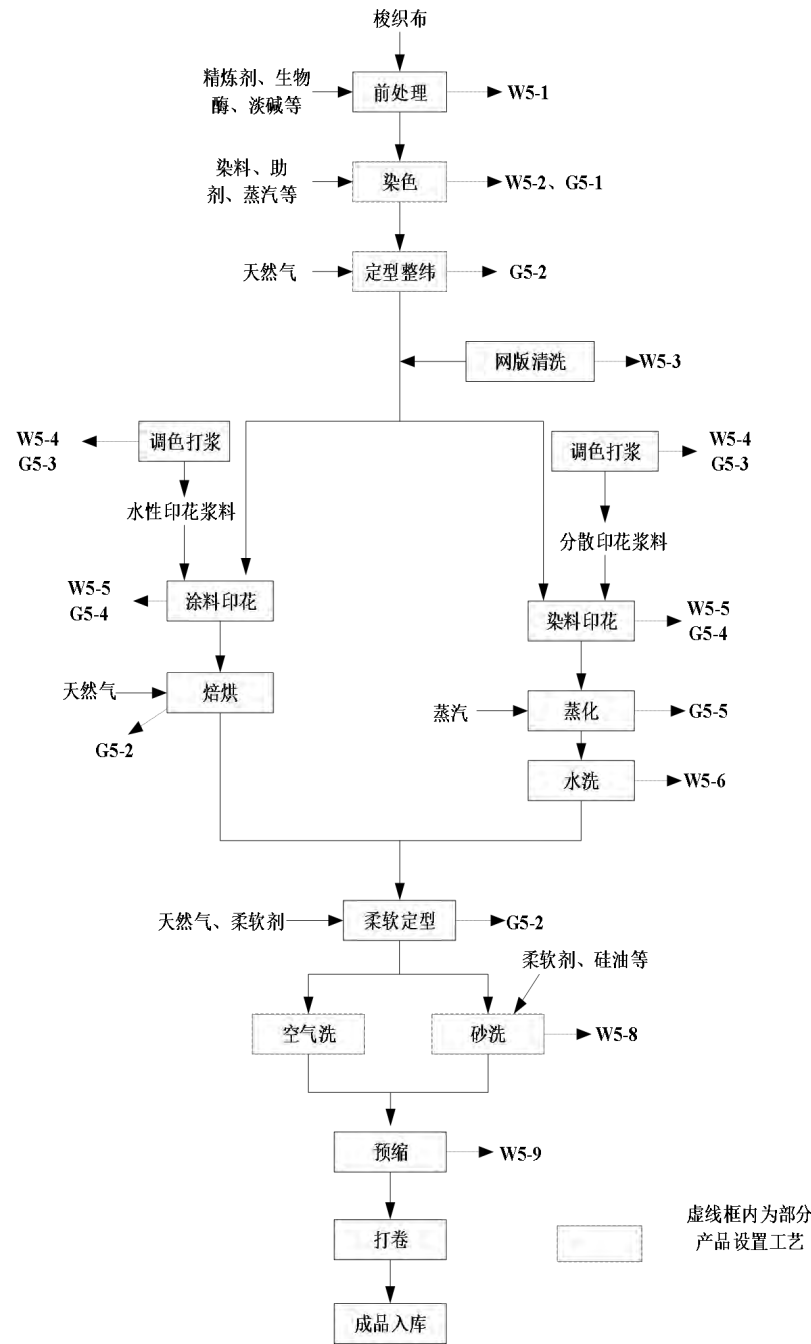 梭织布
精炼剂、生物
酶、淡碱等
前处理
W5-1
染料、助
剂、蒸汽等
染色
W5-2、G5-1
天然气
定型整纬
G5-2
网版清洗
W5-3
W5-4
G5-3
调色打浆
调色打浆
W5-4
G5-3
水性印花浆料
分散印花浆料
W5-5
G5-4
涂料印花
染料印花
W5-5
G5-4
天然气
焙烘
G5-2
蒸汽
蒸化
G5-5
水洗
W5-6
天然气、柔软剂
柔软定型
G5-2
柔软剂、硅油等
空气洗
砂洗
W5-8
预缩
W5-9
打卷
成品入库
虚线框内为部分
产品设置工艺